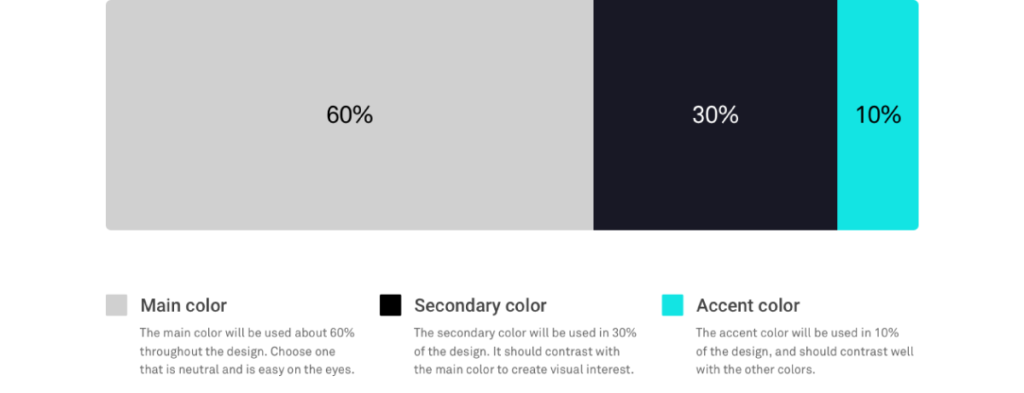 60%
30%
10%
Main color
The main color will be used about 60%
throughout the design. Choose one
that is neutral and is easy on the eyes.
Secondary color
The secondary color will be used in 30%
of the design. It should contrast with
the main color to create visual interest.
Accent color
The accent color will be used in 10%
of the design, and should contrast well
with the other colors.